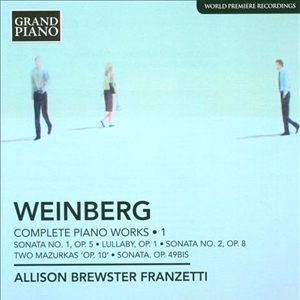 GRAND
PIANO
WORLD PREMIÈRE RECORDINGS
WEINBERG
COMPLETE PIANO WORKS • 1
SONATA NO. 1, OP. 5 • LULLABY, OP. 1 • SONATA NO. 2, OP. 8
TWO MAZURKAS 'OP. 10' • SONATA. OP. 49BIS
ALLISON BREWSTER FRANZETTI